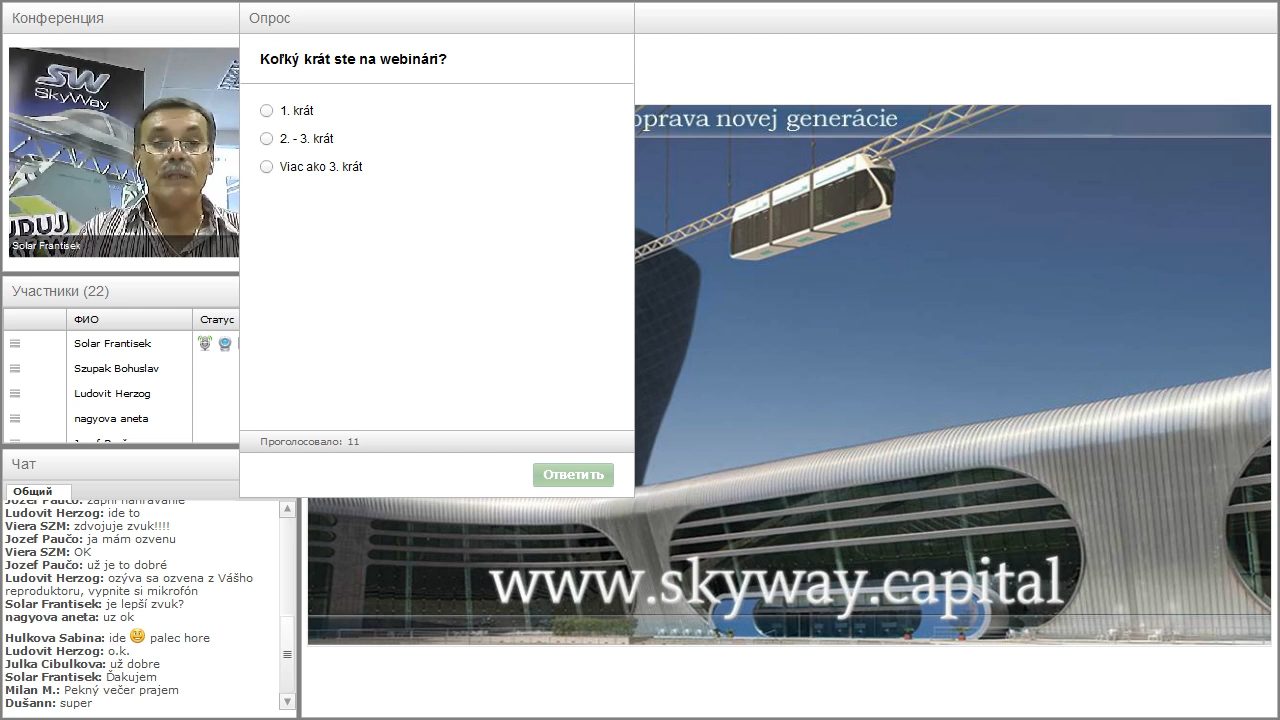 Конференция
SW
SkyWay
UDUJ
Solar Frantisek
Участники (22)
ФИО
Статус
Solar Frantisek
Szupak Bohuslav
Ludovit Herzog
nagyova aneta
Чат
Общий
Jozef Paučo: zapni nahrávanie
Ludovit Herzog: ide to
Viera SZM: zdvojuje zvuk!!!!
Jozef Paučo: ja mám ozvenu
Viera SZM: OK
Jozef Paučo: už je to dobré
Ludovit Herzog: ozýva sa ozvena z Vášho
reproduktoru, vypnite si mikrofón
Solar Frantisek: je lepší zvuk?
nagyova aneta: uz ok
Hulkova Sabina: ide palec hore
Ludovit Herzog: o.k.
Julka Cibulkova: už dobre
Solar Frantisek: Ďakujem
Milan M.: Pekný večer prajem
Dušann: super
Опрос
Koľký krát ste na webinári?
1. krát
2. - 3. krát
Viac ako 3. krát
Проголосовало: 11
Ответить
oprava novej generácie
www.skyway.capital